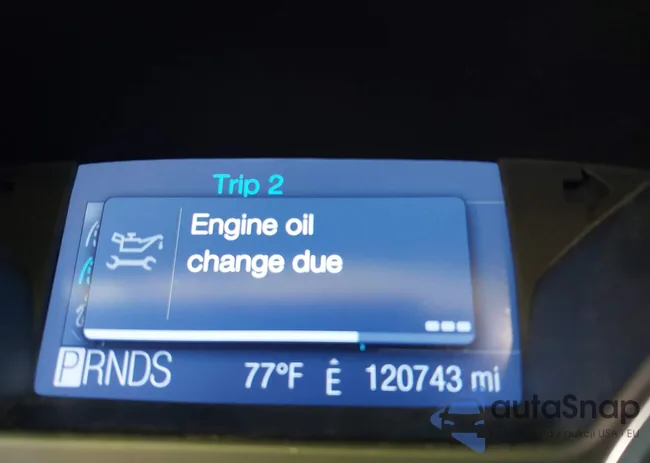 Trip 2
Engine oil
change due
PRNDS 77°F Ê 120743 mi
autaSnap